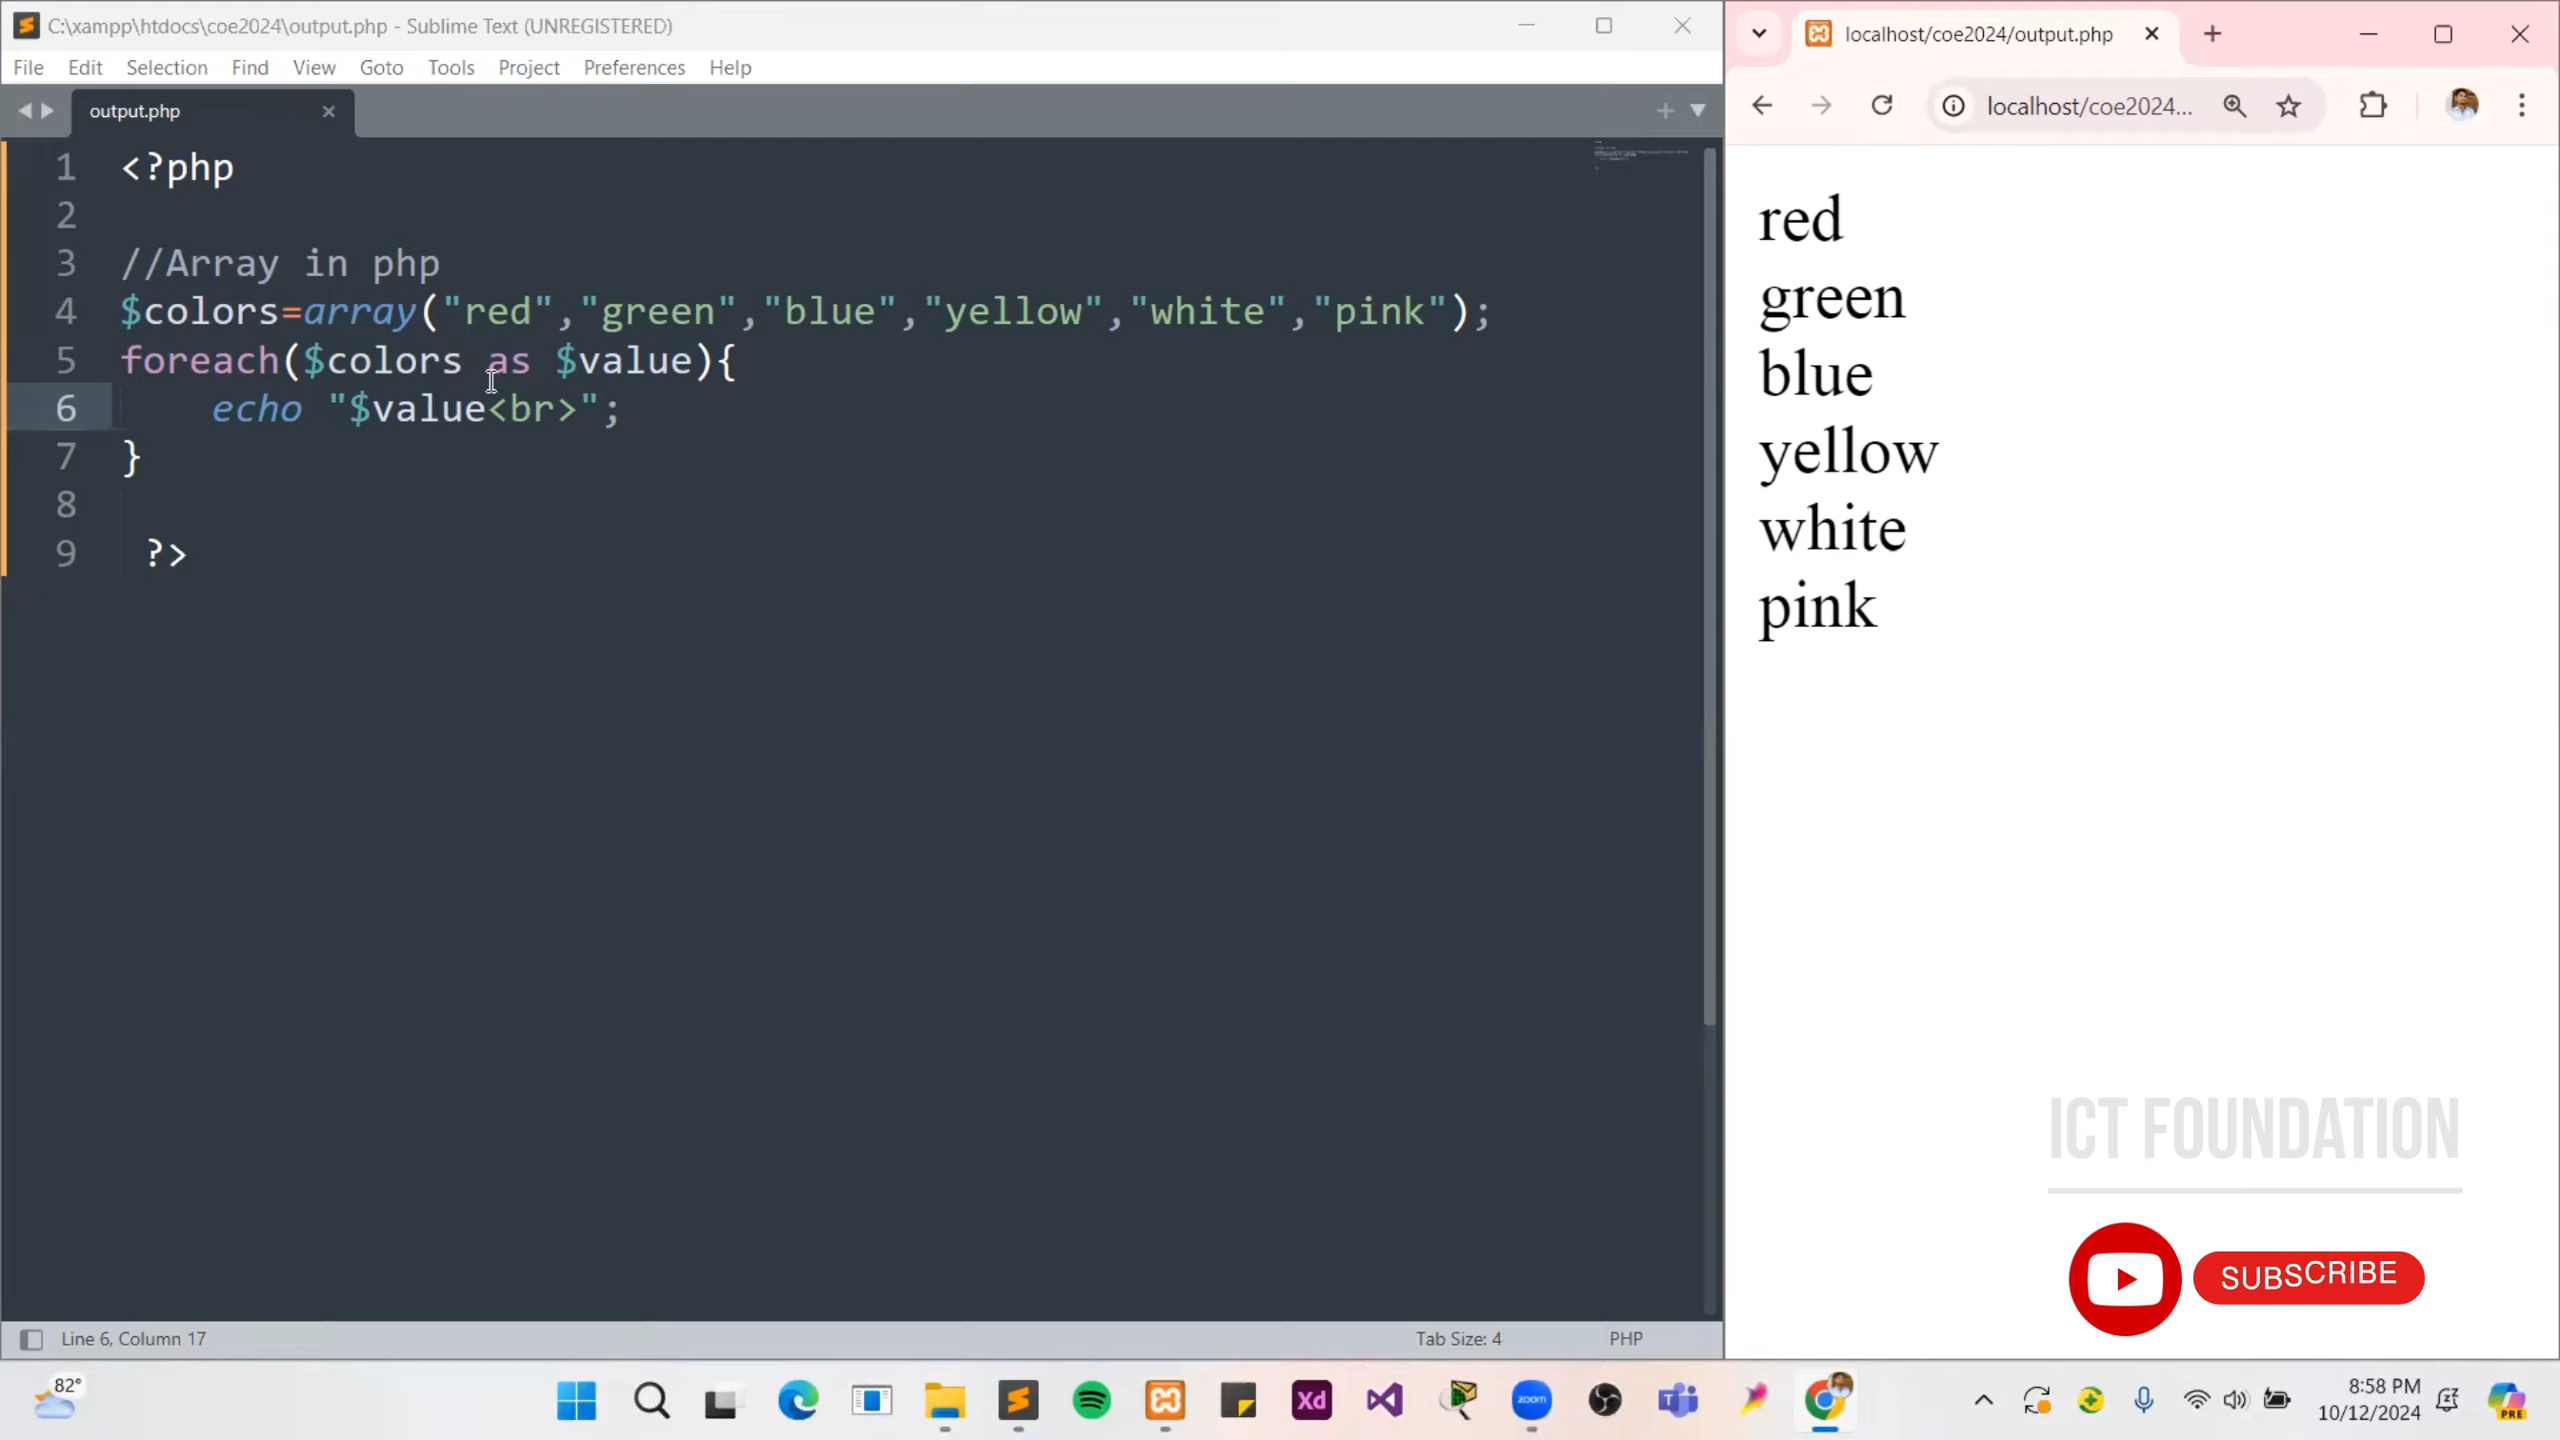 C:\xampp\htdocs\coe2024\output.php - Sublime Text (UNREGISTERED)
File Edit Selection Find View Goto Tools Project Preferences Help
output.php
1 <?php
2
3 //Array in php
4 $colors=array("red","green","blue","yellow","white","pink");
5 foreach($colors as $value){
6     echo "$value<br>";
7 }
8
9  ?>
Line 6, Column 17
Tab Size: 4
PHP
localhost/coe2024/output.php
localhost/coe2024...
red
green
blue
yellow
white
pink
ICT FOUNDATION
SUBSCRIBE
82°
Xd
zoom
8:58 PM
10/12/2024
PRE